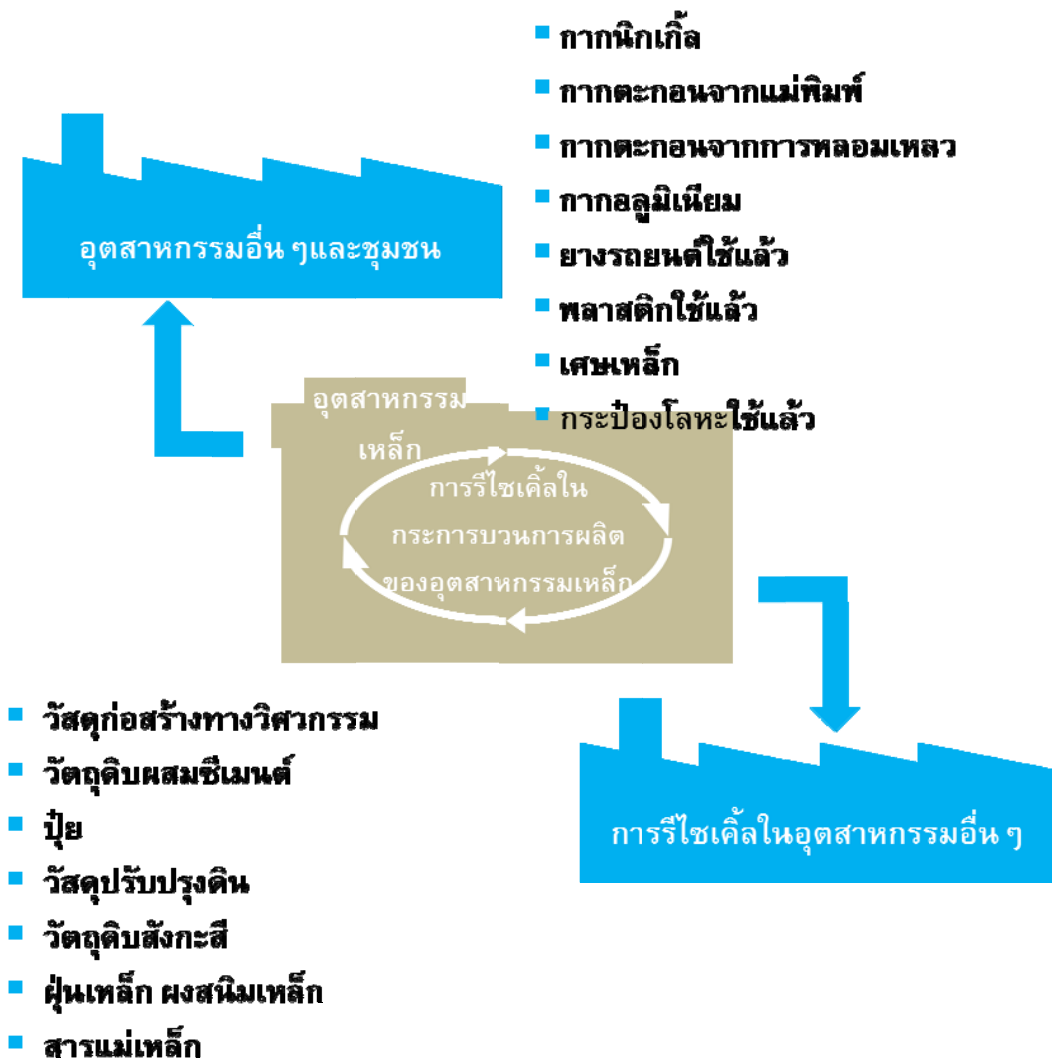 กากนิกเกิ้ล
กากตะกอนจากแม่พิมพ์
กากตะกอนจากการหลอมเหลว
กากอลูมิเนียม
ยางรถยนต์ใช้แล้ว
พลาสติกใช้แล้ว
เศษเหล็ก
กระป๋องโลหะใช้แล้ว
อุตสาหกรรมอื่น ๆและชุมชน
อุตสาหกรรม
เหล็ก
การรีไซเคิ้ลใน
กระการบวนการผลิต
ของอุตสาหกรรมเหล็ก
การรีไซเคิ้ลในอุตสาหกรรมอื่น ๆ
วัสดุก่อสร้างทางวิศวกรรม
วัตถุดิบผสมซีเมนต์
ปุ๋ย
วัสดุปรับปรุงดิน
วัตถุดิบสังกะสี
ฝุ่นเหล็ก ผงสนิมเหล็ก
สารแม่เหล็ก